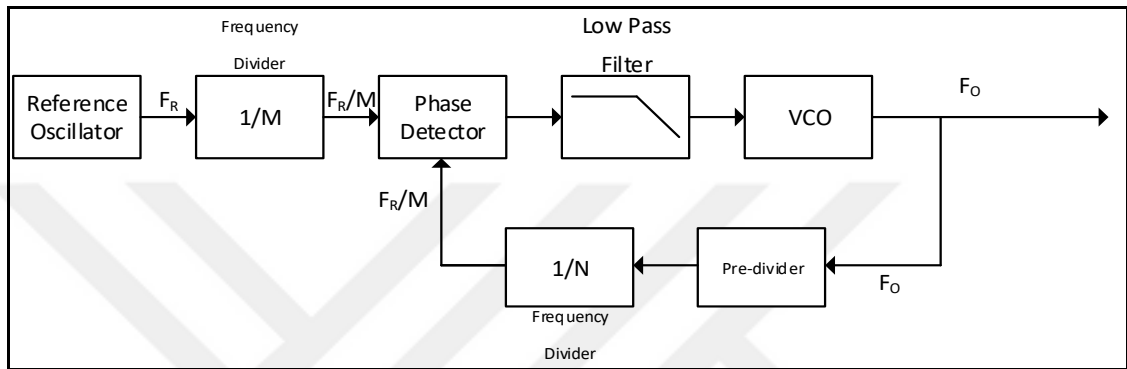 Frequency
Divider
Low Pass
Filter
Reference
Oscillator
F_R
1/M
F_R/M
Phase
Detector
VCO
F_O
F_R/M
1/N
Pre-divider
F_O
Frequency
Divider